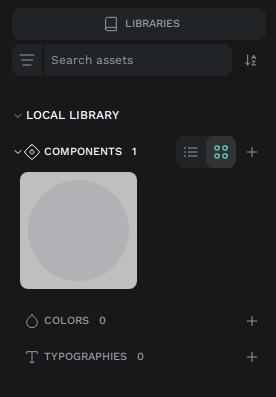 LIBRARIES
Search assets
LOCAL LIBRARY
COMPONENTS 1
COLORS 0
TYPOGRAPHIES 0